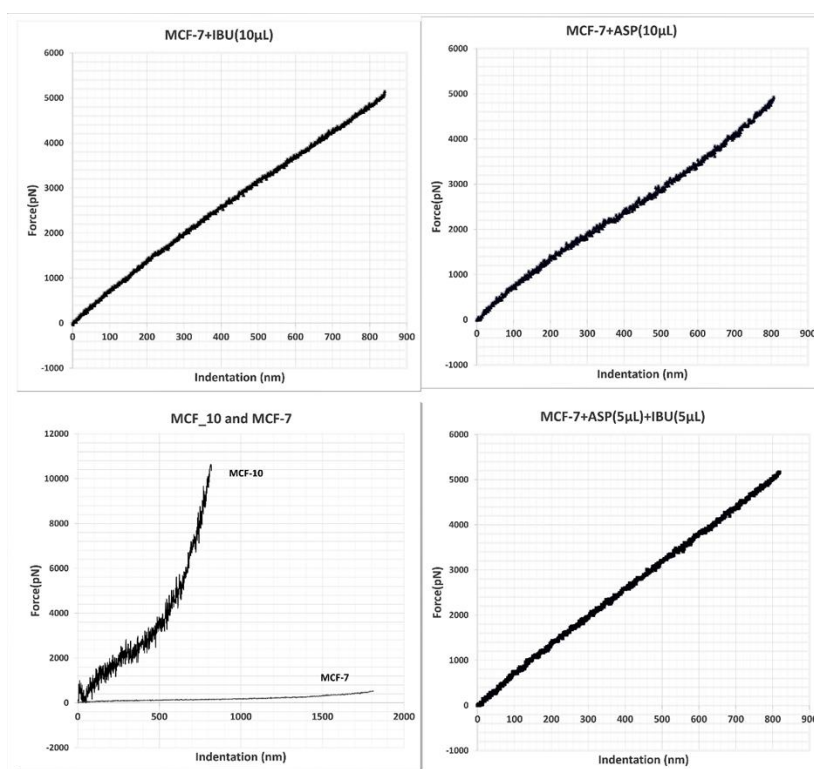 MCF-7+IBU(10µL)
6000
5000
4000
3000
2000
1000
0
-1000
Force(pN)
0 100 200 300 400 500 600 700 800 900
Indentation (nm)
MCF-7+ASP(10µL)
6000
5000
4000
3000
2000
1000
0
-1000
Force(pN)
0 100 200 300 400 500 600 700 800 900
Indentation (nm)
MCF_10 and MCF-7
12000
10000
8000
6000
4000
2000
0
-2000
Force(pN)
MCF-10
MCF-7
0 500 1000 1500 2000
Indentation (nm)
MCF-7+ASP(5µL)+IBU(5µL)
6000
5000
4000
3000
2000
1000
0
-1000
Force(pN)
0 100 200 300 400 500 600 700 800 900
Indentation (nm)